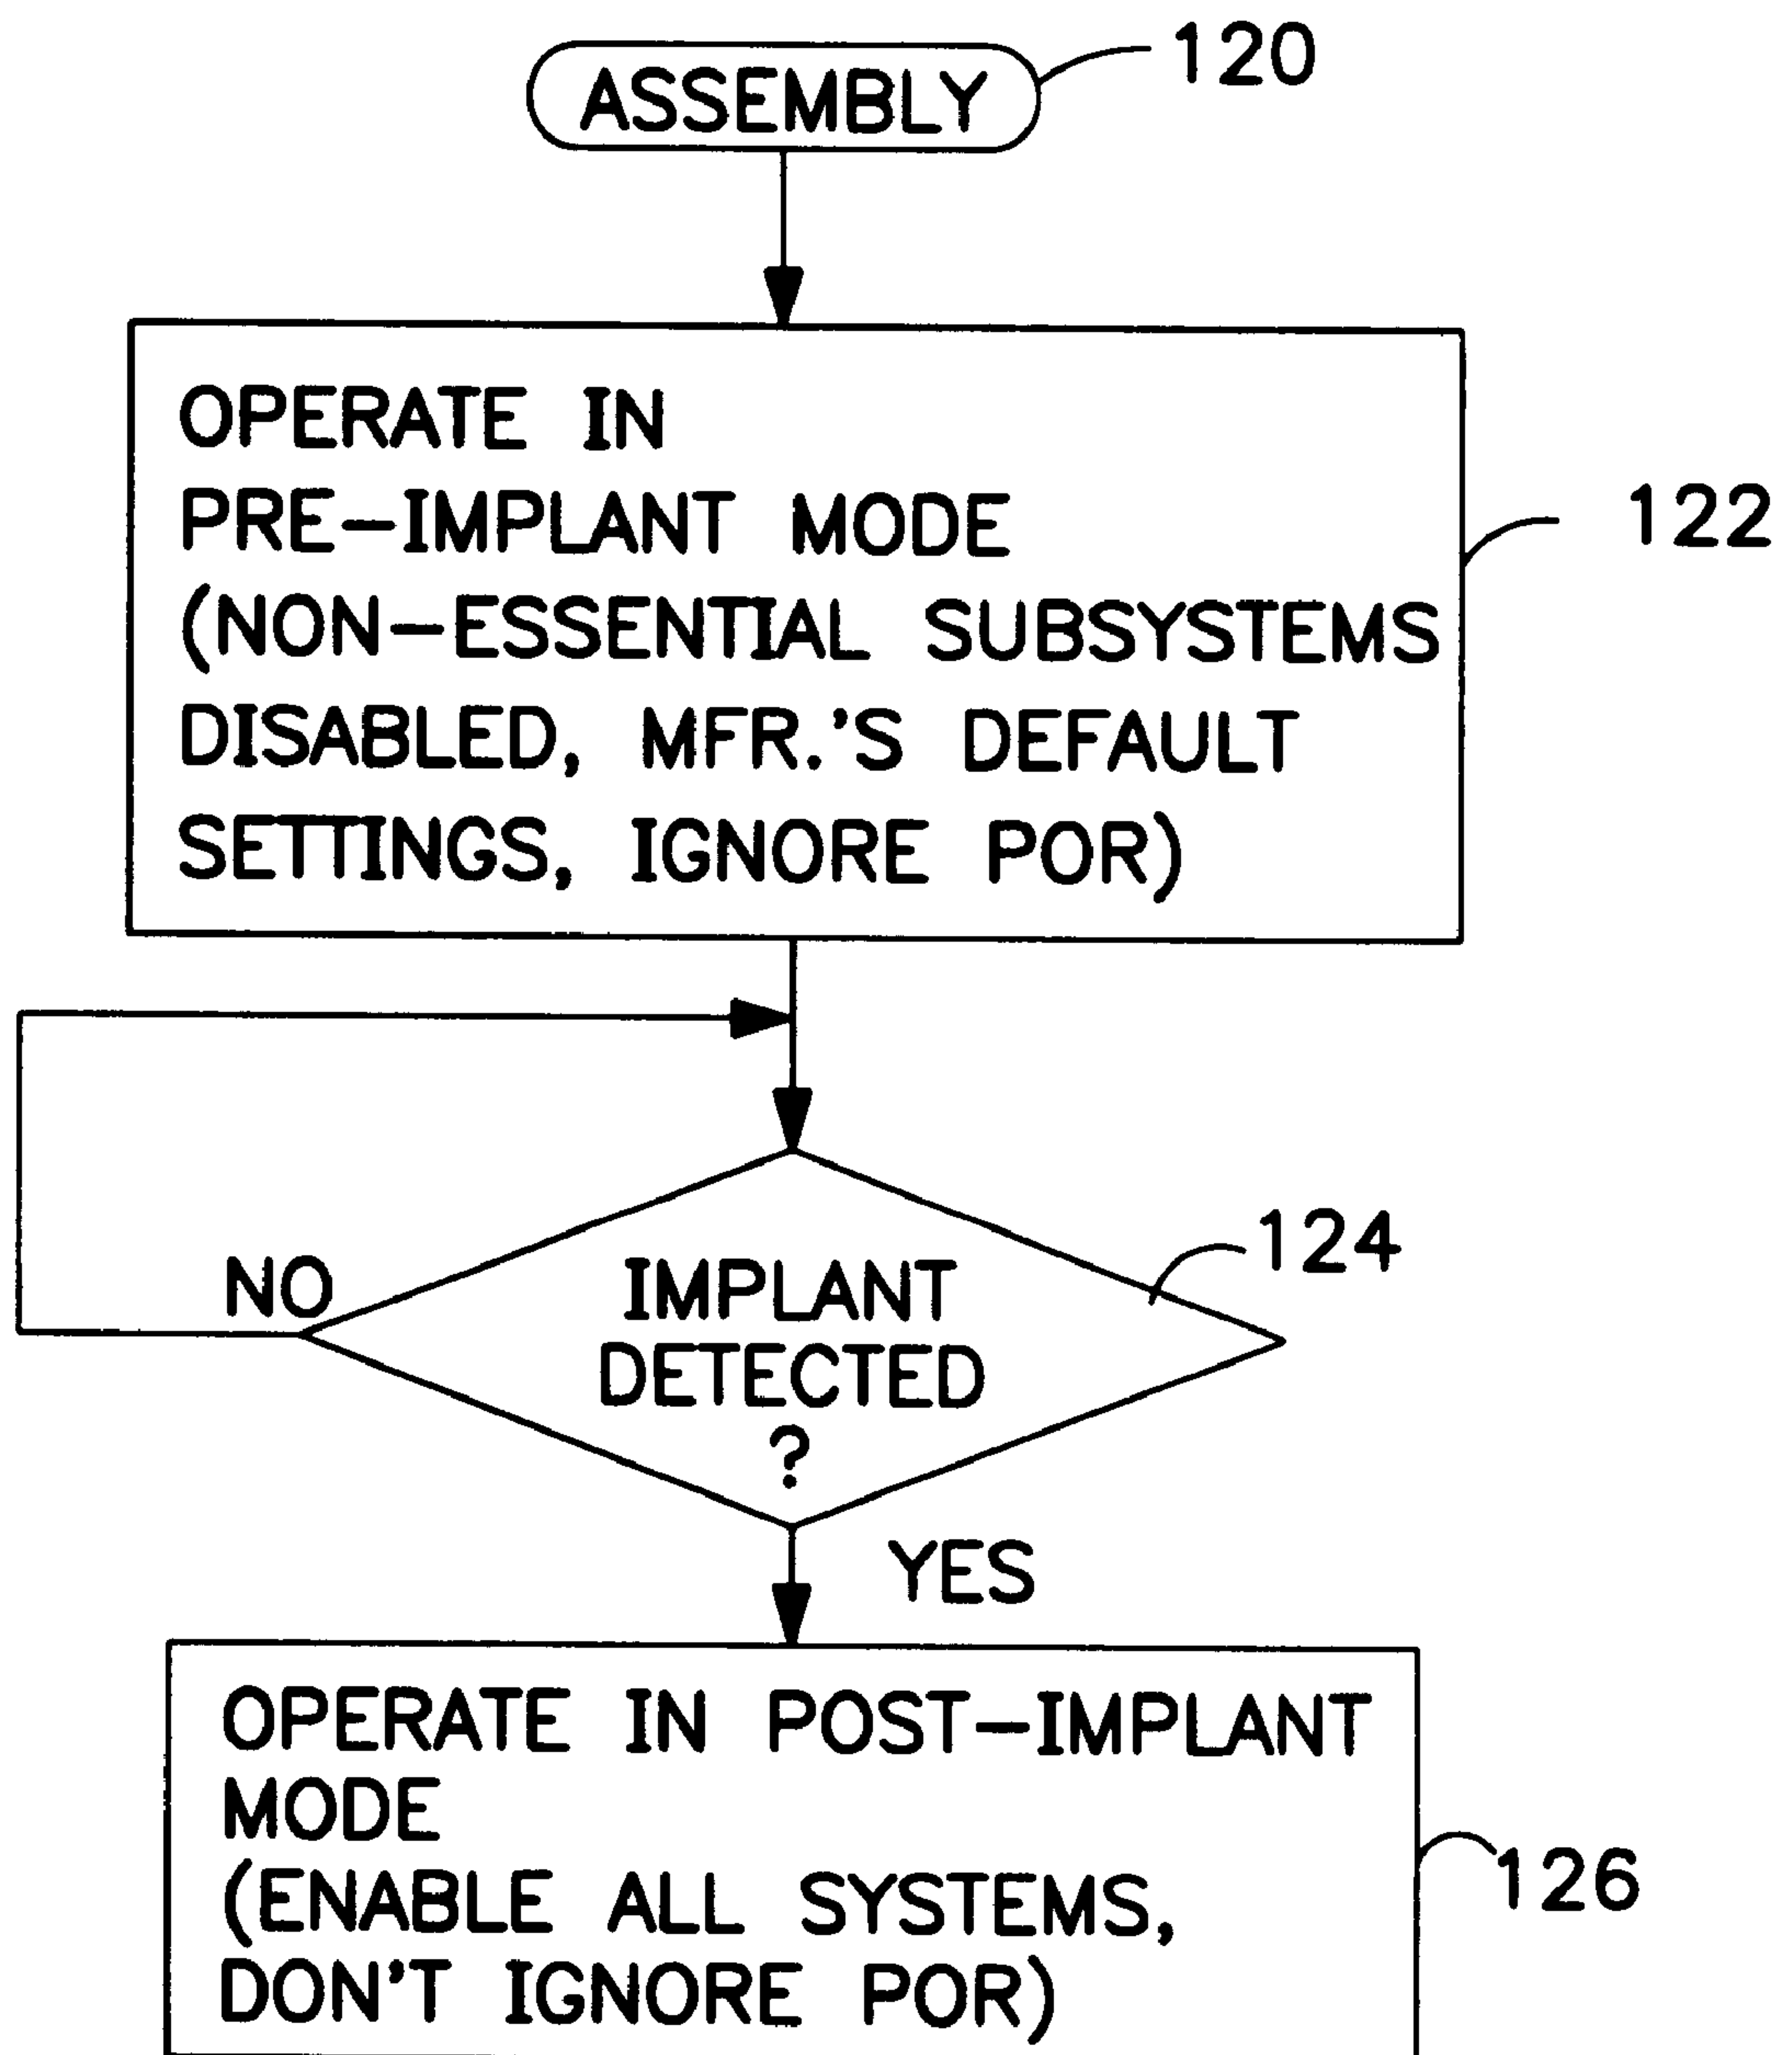 ASSEMBLY
120
OPERATE IN
PRE-IMPLANT MODE
(NON-ESSENTIAL SUBSYSTEMS
DISABLED, MFR.'S DEFAULT
SETTINGS, IGNORE POR)
122
IMPLANT
DETECTED
?
124
NO
YES
OPERATE IN POST-IMPLANT
MODE
(ENABLE ALL SYSTEMS,
DON'T IGNORE POR)
126